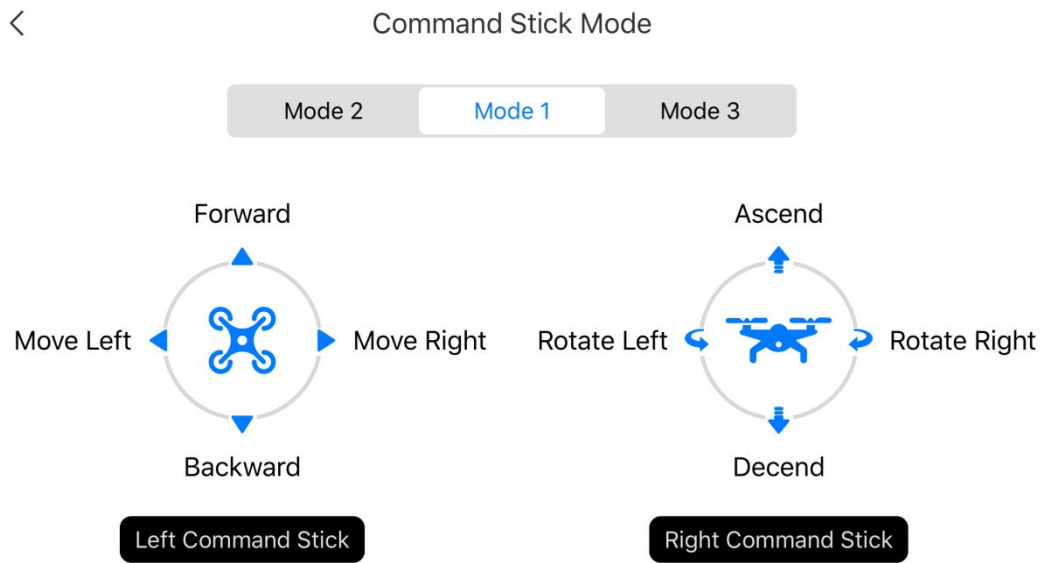 Command Stick Mode
Mode 2 Mode 1 Mode 3
Forward Ascend
Move Left Move Right Rotate Left Rotate Right
Backward Decend
Left Command Stick Right Command Stick